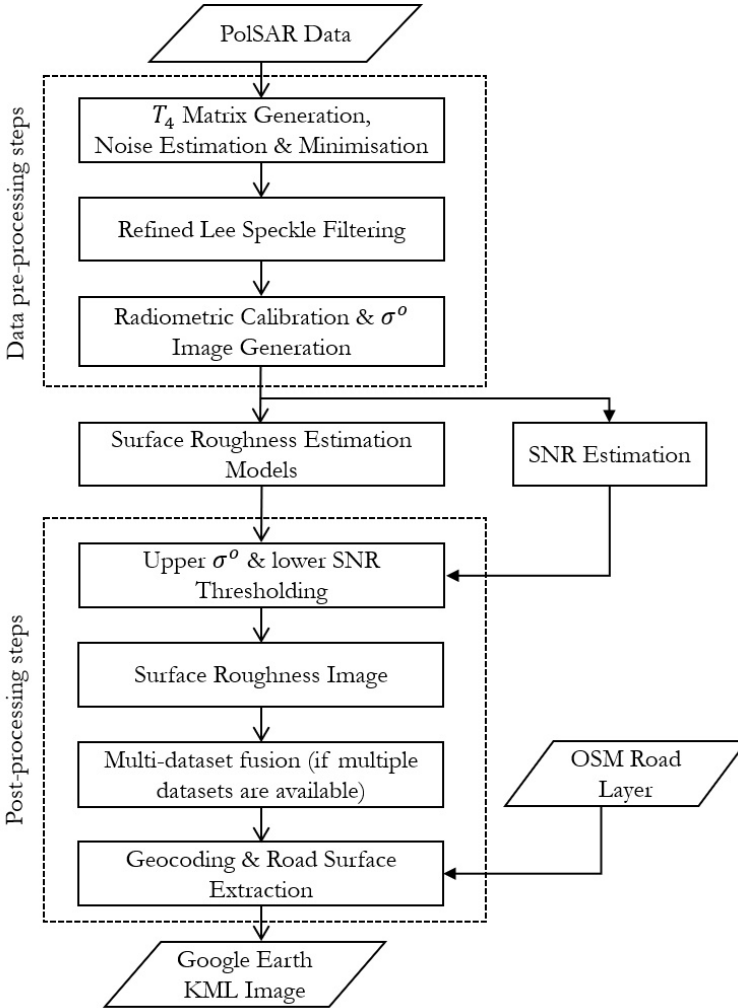 PolSAR Data
Data pre-processing steps
T₄ Matrix Generation,
Noise Estimation & Minimisation
Refined Lee Speckle Filtering
Radiometric Calibration & σᵒ
Image Generation
Surface Roughness Estimation
Models
SNR Estimation
Post-processing steps
Upper σᵒ & lower SNR
Thresholding
Surface Roughness Image
Multi-dataset fusion (if multiple
datasets are available)
OSM Road
Layer
Geocoding & Road Surface
Extraction
Google Earth
KML Image